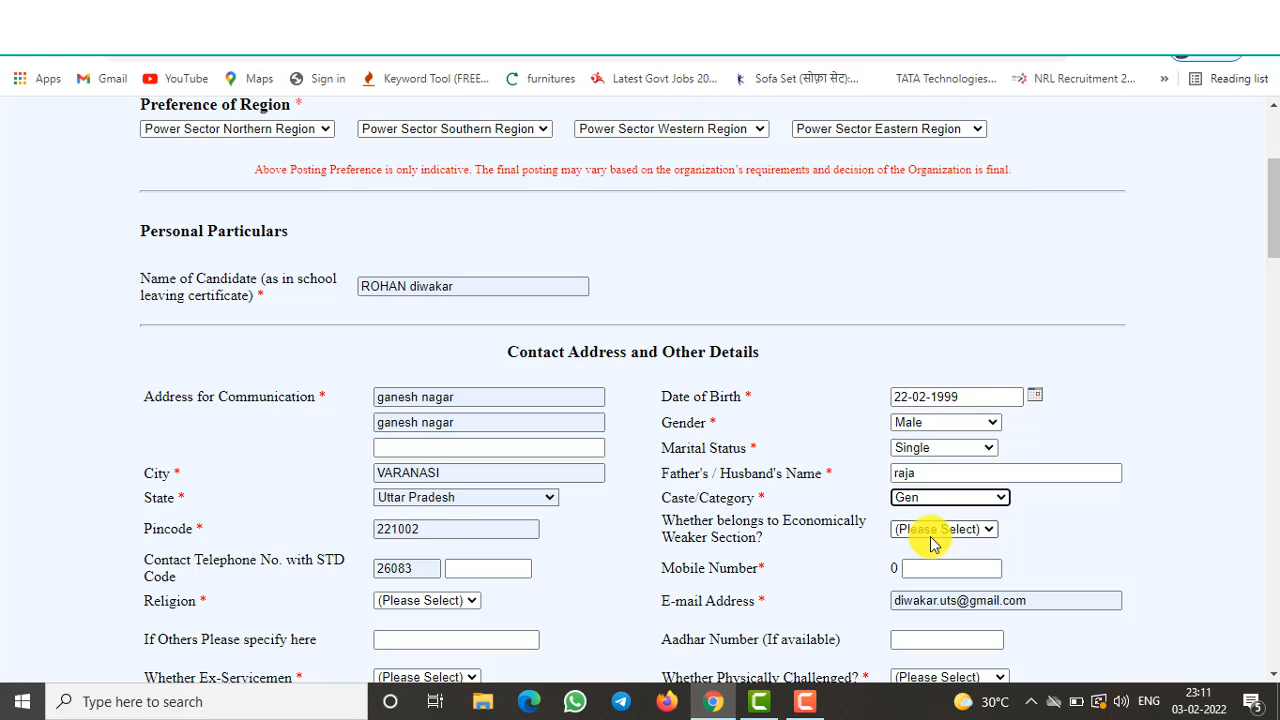 Apps Gmail YouTube Maps Sign in Keyword Tool (FREE... furnitures Latest Govt Jobs 20... Sofa Set (सोफ़ा सेट):... TATA Technologies... NRL Recruitment 2... » Reading list
Preference of Region *
Power Sector Northern Region Power Sector Southern Region Power Sector Western Region Power Sector Eastern Region
Above Posting Preference is only indicative. The final posting may vary based on the organization's requirements and decision of the Organization is final.
Personal Particulars
Name of Candidate (as in school
leaving certificate) *
ROHAN diwakar
Contact Address and Other Details
Address for Communication * ganesh nagar Date of Birth * 22-02-1999
ganesh nagar Gender * Male
Marital Status * Single
City * VARANASI Father's / Husband's Name * raja
State * Uttar Pradesh Caste/Category * Gen
Pincode * 221002 Whether belongs to Economically
Weaker Section? (Please Select)
Contact Telephone No. with STD
Code 26083 Mobile Number* 0
Religion * (Please Select) E-mail Address * diwakar.uts@gmail.com
If Others Please specify here Aadhar Number (If available)
Whether Ex-Servicemen * (Please Select) Whether Physically Challenged? * (Please Select)
Type here to search 30°C ENG 23:11
03-02-2022 5